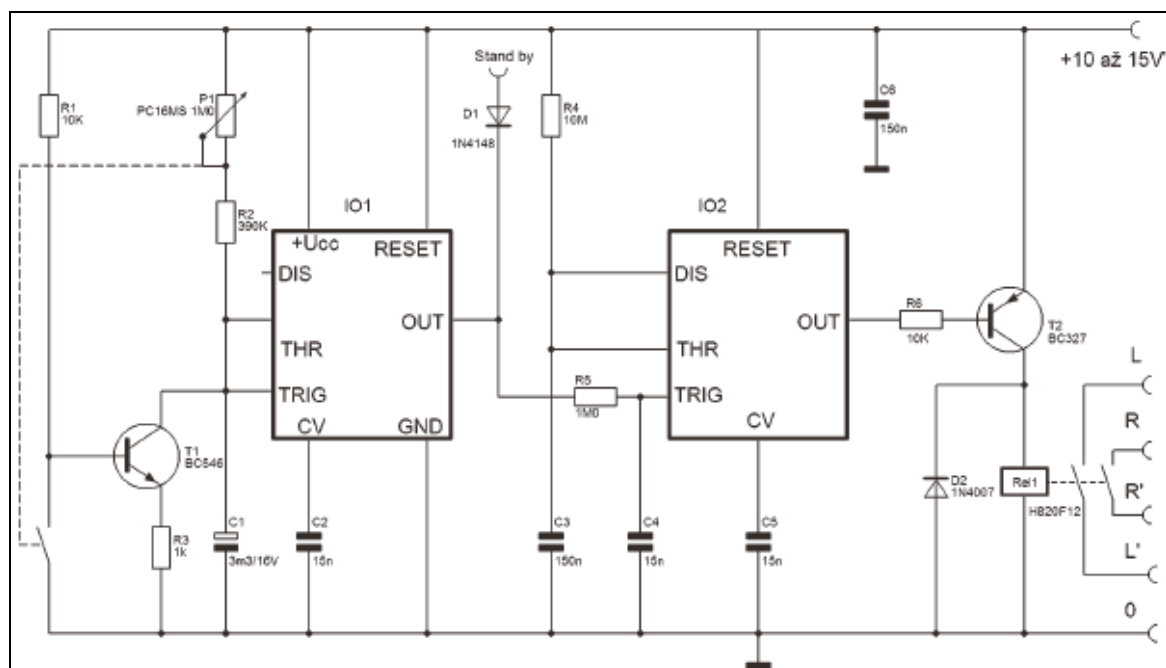 Stand by
+10 až 15V
R1
10K
P1
PC16MS 1M0
D1
1N4148
R4
10M
C6
150n
R2
390K
IO1
+Ucc
RESET
DIS
OUT
THR
TRIG
CV
GND
IO2
RESET
DIS
OUT
THR
TRIG
CV
R5
1M0
R6
10K
T2
BC327
T1
BC546
R3
1k
C1
3m3/16V
C2
15n
C3
150n
C4
15n
C5
15n
D2
1N4007
Rel1
H820F12
L
R
R'
L'
0